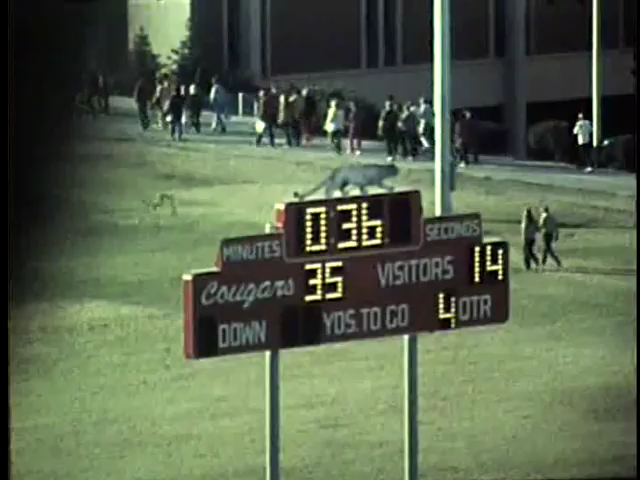 0:36
MINUTES SECONDS
Cougars 35 VISITORS 14
DOWN YDS. TO GO 4 QTR